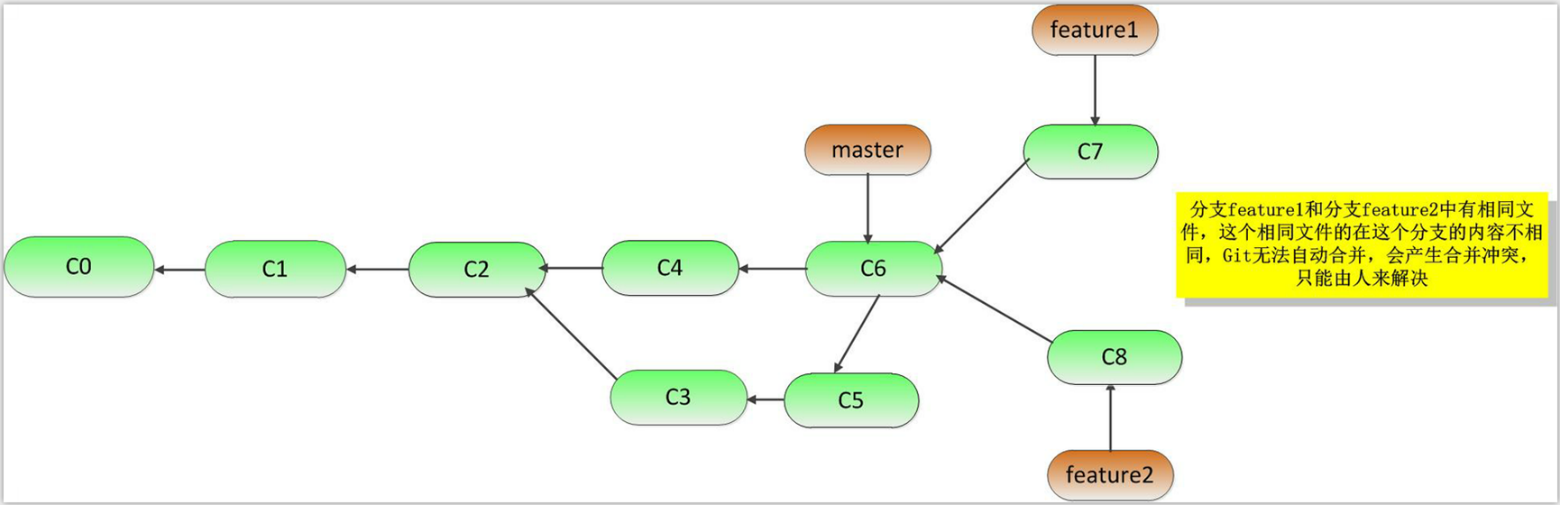 feature1
master
C7
C0
C1
C2
C4
C6
分支feature1和分支feature2中有相同文
件，这个相同文件的在这个分支的内容不相
同，Git无法自动合并，会产生合并冲突，
只能由人来解决
C8
C3
C5
feature2